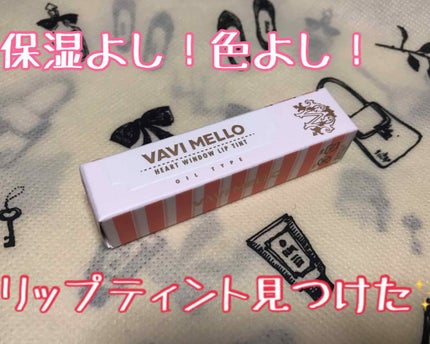 保湿よし！色よし！
VAVI MELLO
HEART WINDOW LIP TINT
OIL TYPE
リップティント見つけた✨